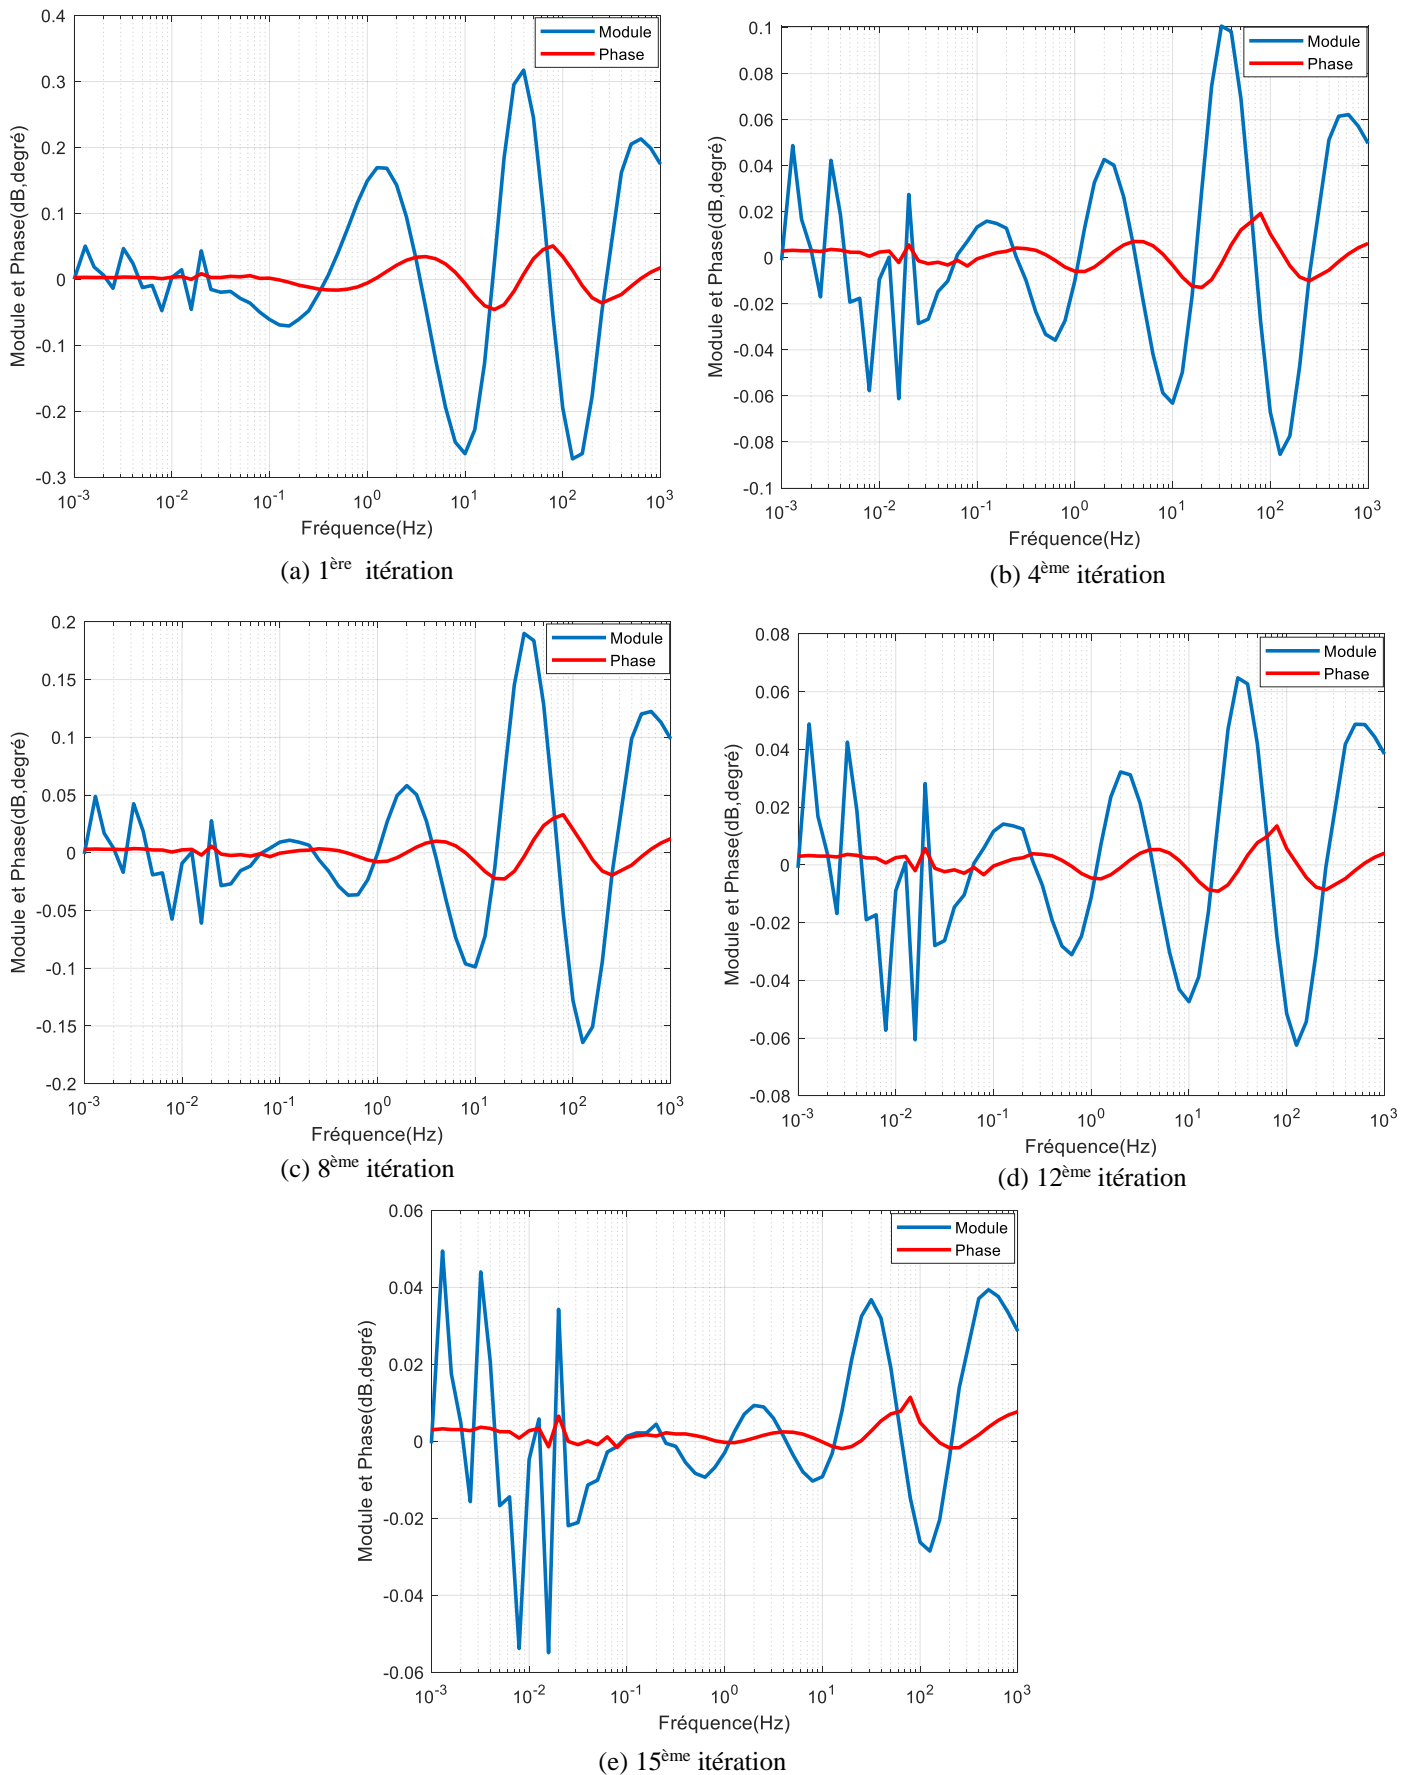 0.4
0.3
0.2
0.1
0
-0.1
-0.2
-0.3
Module et Phase(dB,degré)
Module
Phase
10-3 10-2 10-1 100 101 102 103
Fréquence(Hz)
(a) 1ère itération
0.1
0.08
0.06
0.04
0.02
0
-0.02
-0.04
-0.06
-0.08
-0.1
Module et Phase(dB,degré)
Module
Phase
10-3 10-2 10-1 100 101 102 103
Fréquence(Hz)
(b) 4ème itération
0.2
0.15
0.1
0.05
0
-0.05
-0.1
-0.15
-0.2
Module et Phase(dB,degré)
Module
Phase
10-3 10-2 10-1 100 101 102 103
Fréquence(Hz)
(c) 8ème itération
0.08
0.06
0.04
0.02
0
-0.02
-0.04
-0.06
-0.08
Module et Phase(dB,degré)
Module
Phase
10-3 10-2 10-1 100 101 102 103
Fréquence(Hz)
(d) 12ème itération
0.06
0.04
0.02
0
-0.02
-0.04
-0.06
Module et Phase(dB,degré)
Module
Phase
10-3 10-2 10-1 100 101 102 103
Fréquence(Hz)
(e) 15ème itération